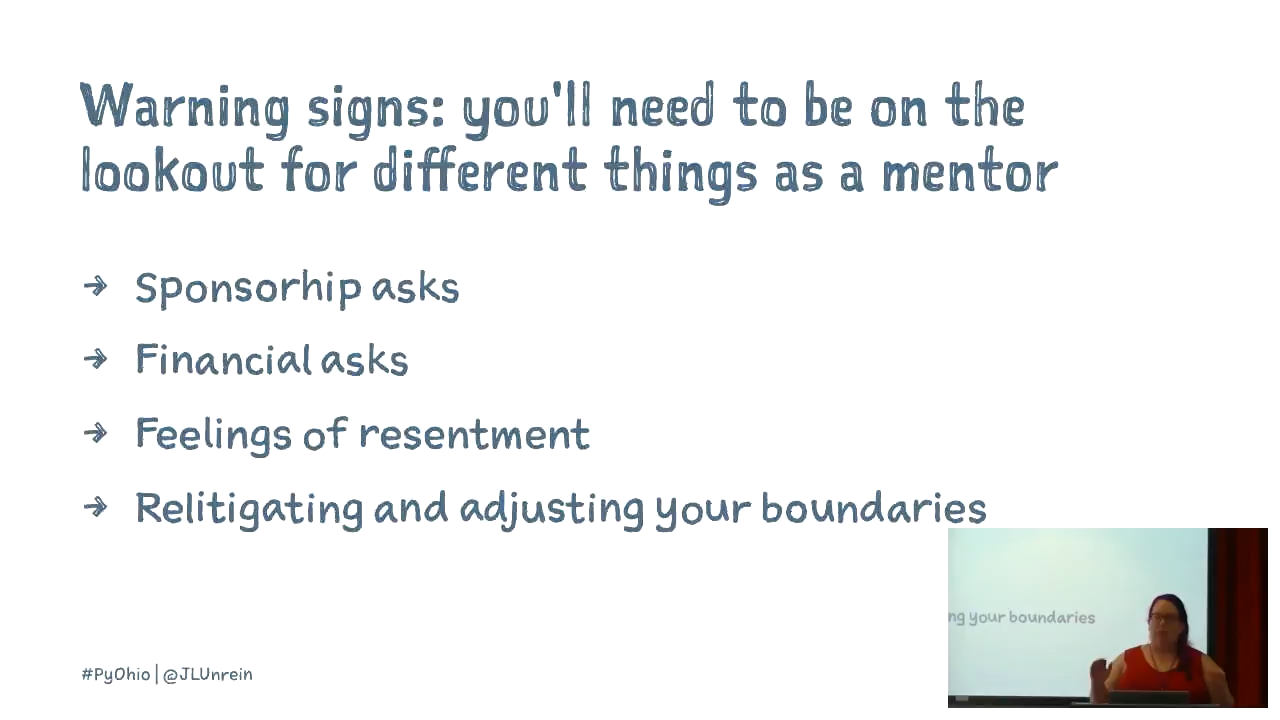 Warning signs: you'll need to be on the
lookout for different things as a mentor
→ Sponsorhip asks
→ Financial asks
→ Feelings of resentment
→ Relitigating and adjusting your boundaries
ng your boundaries
#PyOhio | @JLUnrein